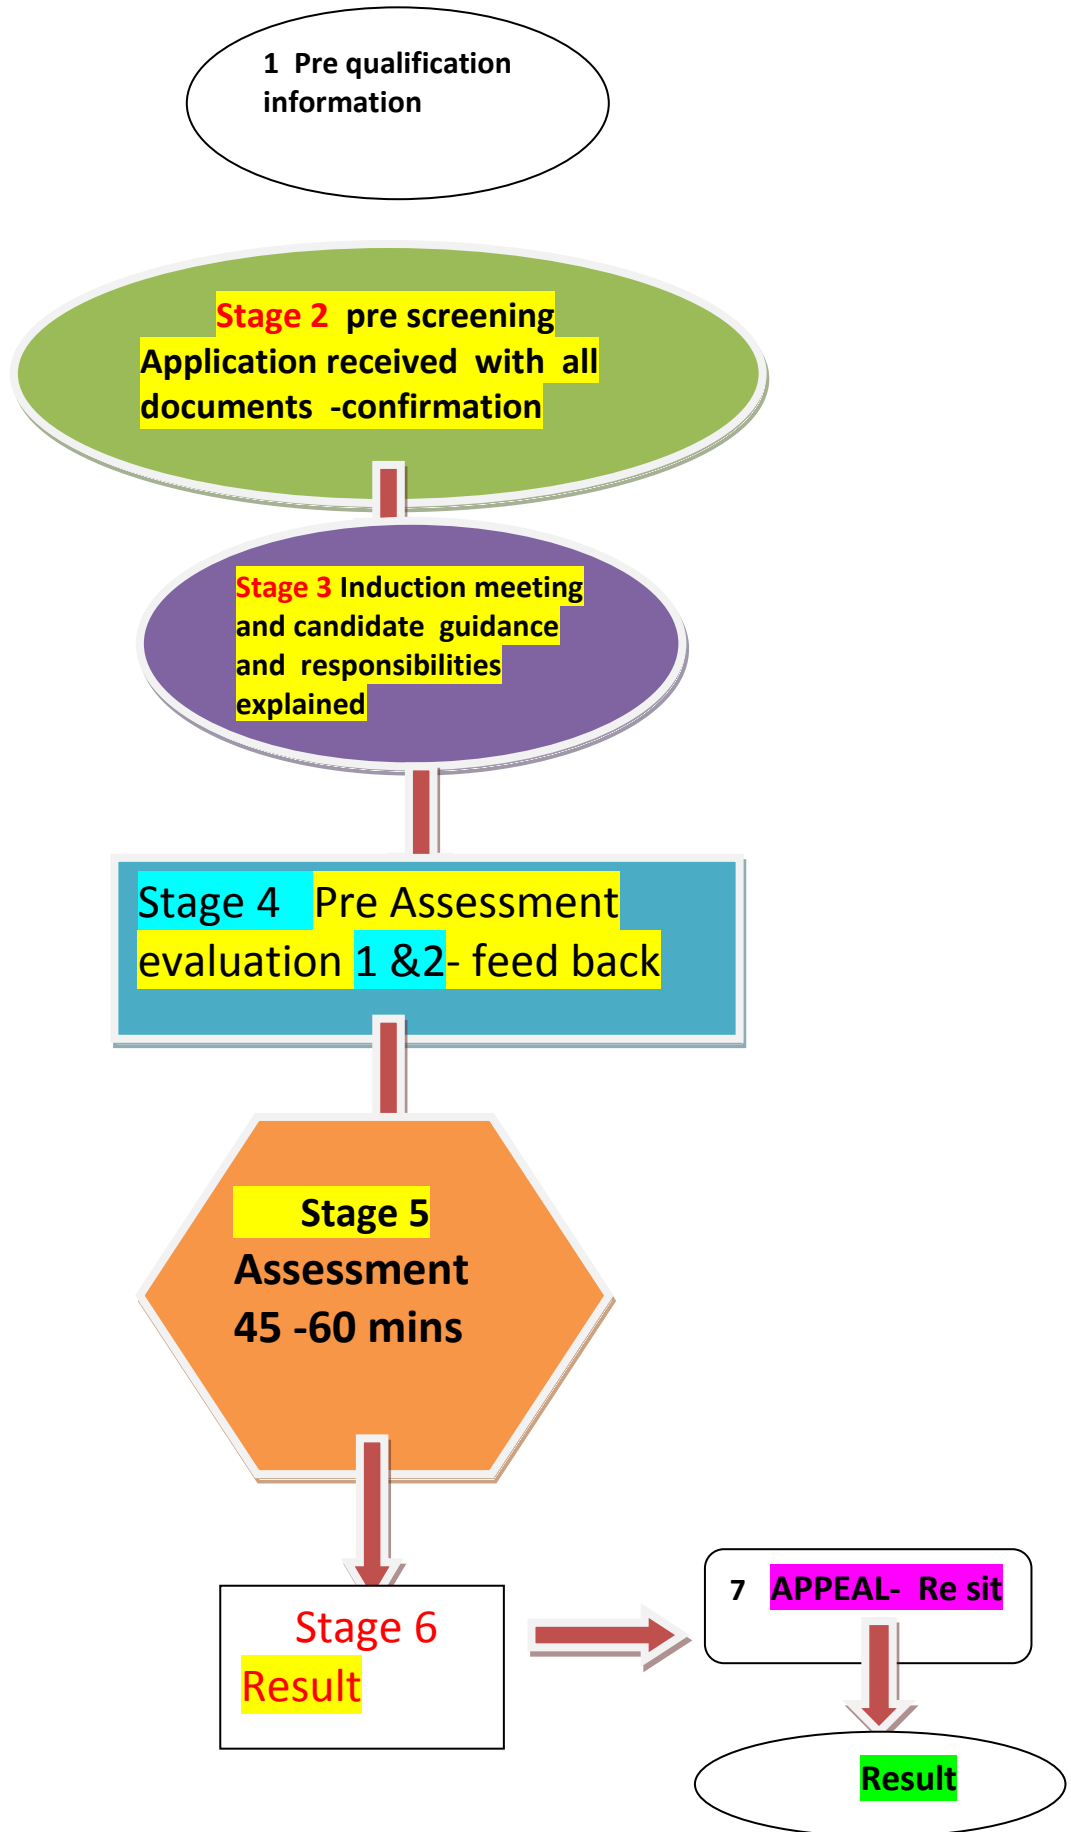 1 Pre qualification
information
Stage 2 pre screening
Application received with all
documents -confirmation
Stage 3 Induction meeting
and candidate guidance
and responsibilities
explained
Stage 4 Pre Assessment
evaluation 1 &2- feed back
Stage 5
Assessment
45 -60 mins
Stage 6
Result
7 APPEAL- Re sit
Result